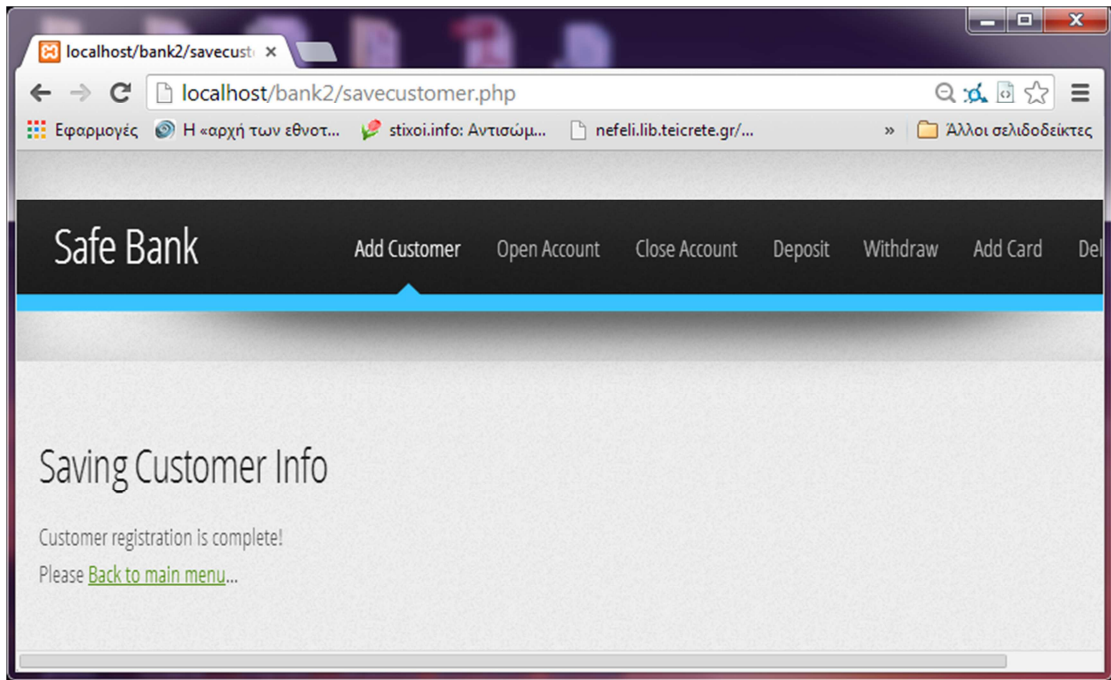 localhost/bank2/savecust
localhost/bank2/savecustomer.php
Εφαρμογές Η «αρχή των εθνοτ... stixoi.info: Αντισώμ... nefeli.lib.teicrete.gr/... » Άλλοι σελιδοδείκτες
Safe Bank Add Customer Open Account Close Account Deposit Withdraw Add Card Del
Saving Customer Info
Customer registration is complete!
Please Back to main menu...